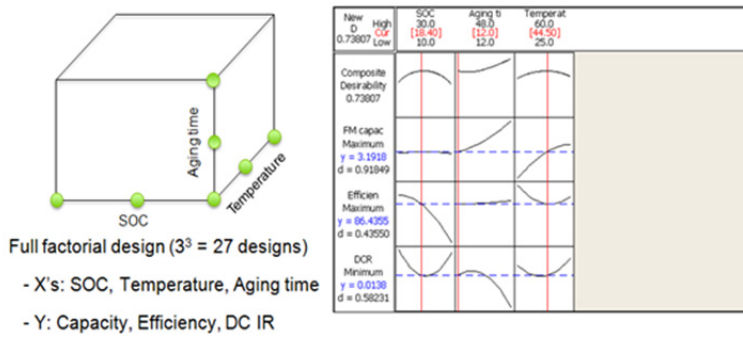 Aging time
Temperature
SOC
Full factorial design (3³ = 27 designs)
- X's: SOC, Temperature, Aging time
- Y: Capacity, Efficiency, DC IR
New
D
0.73807
High
Cur
Low
SOC
30.0
[18.40]
10.0
Aging ti
48.0
[12.0]
12.0
Temperat
60.0
[44.50]
25.0
Composite
Desirability
0.73807
FM capac
Maximum
y = 3.1918
d = 0.91849
Efficien
Maximum
y = 86.4355
d = 0.43550
DCR
Minimum
y = 0.0138
d = 0.58231